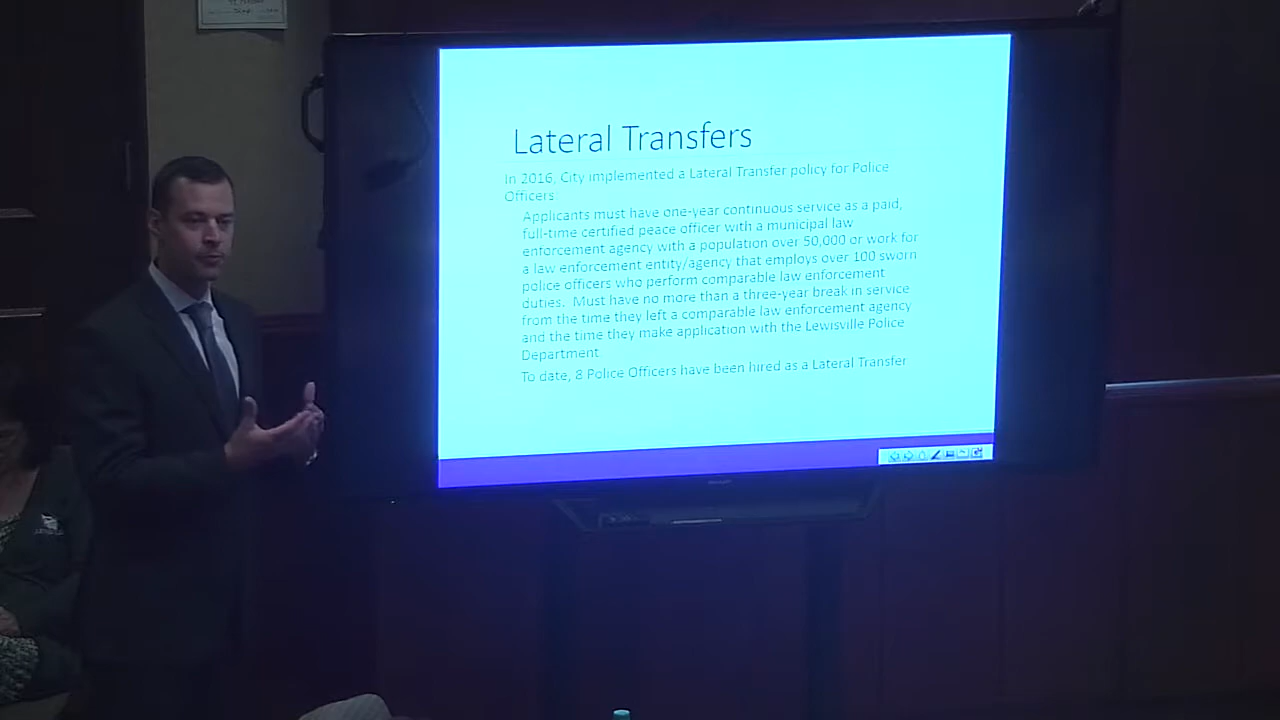 Lateral Transfers
In 2016, City implemented a Lateral Transfer policy for Police
Officers
Applicants must have one-year continuous service as a paid,
full-time certified peace officer with a municipal law
enforcement agency with a population over 50,000 or work for
a law enforcement entity/agency that employs over 100 sworn
police officers who perform comparable law enforcement
duties. Must have no more than a three-year break in service
from the time they left a comparable law enforcement agency
and the time they make application with the Lewisville Police
Department
To date, 8 Police Officers have been hired as a Lateral Transfer